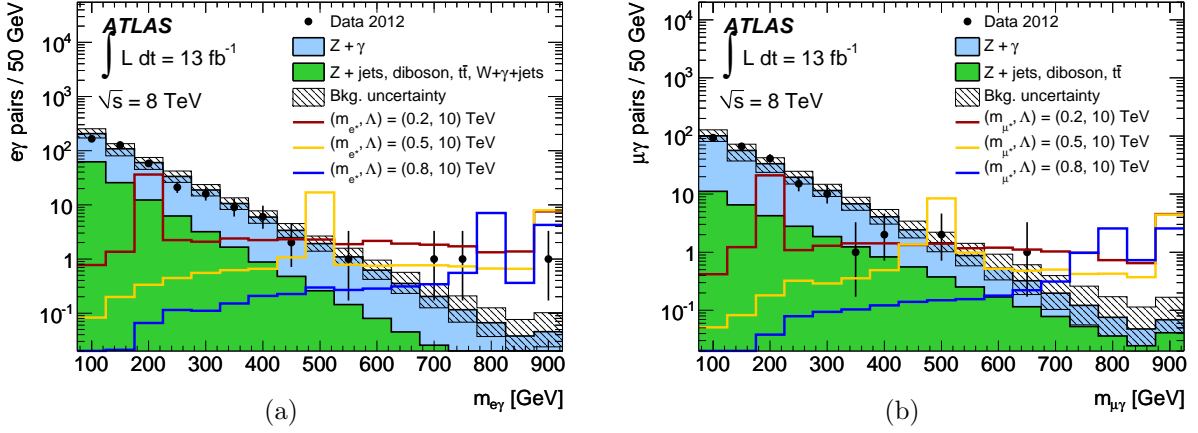 ATLAS
∫ L dt = 13 fb⁻¹
√s = 8 TeV
Data 2012
Z + γ
Z + jets, diboson, tt̄, W+γ+jets
Bkg. uncertainty
(m_e*, Λ) = (0.2, 10) TeV
(m_e*, Λ) = (0.5, 10) TeV
(m_e*, Λ) = (0.8, 10) TeV
eγ pairs / 50 GeV
10⁴
10³
10²
10
1
10⁻¹
100 200 300 400 500 600 700 800 900
m_eγ [GeV]
(a)
ATLAS
∫ L dt = 13 fb⁻¹
√s = 8 TeV
Data 2012
Z + γ
Z + jets, diboson, tt̄
Bkg. uncertainty
(m_μ*, Λ) = (0.2, 10) TeV
(m_μ*, Λ) = (0.5, 10) TeV
(m_μ*, Λ) = (0.8, 10) TeV
μγ pairs / 50 GeV
10⁴
10³
10²
10
1
10⁻¹
100 200 300 400 500 600 700 800 900
m_μγ [GeV]
(b)